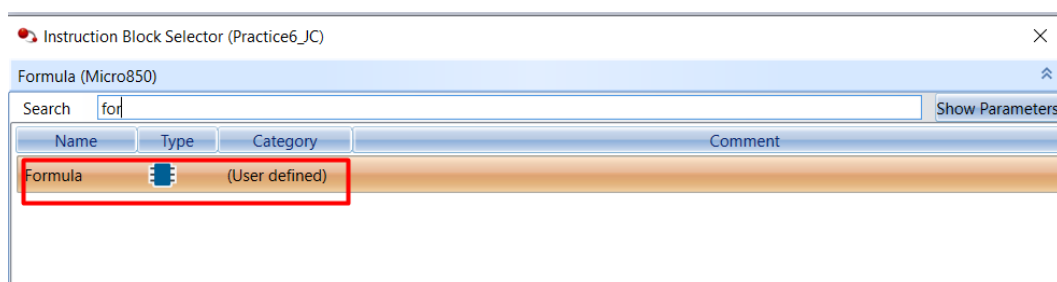 Instruction Block Selector (Practice6_JC)
Formula (Micro850)
Search for Show Parameters
Name Type Category Comment
Formula (User defined)